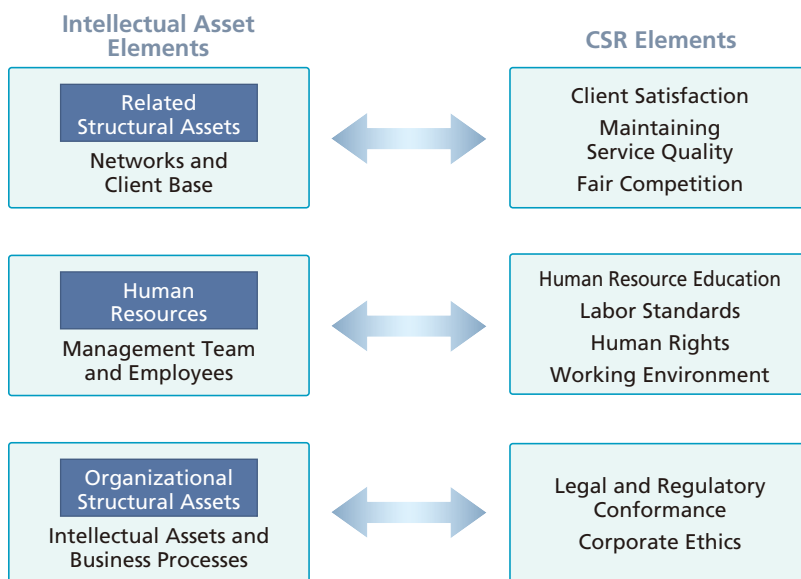 Intellectual Asset
Elements
CSR Elements
Related
Structural Assets
Networks and
Client Base
Client Satisfaction
Maintaining
Service Quality
Fair Competition
Human
Resources
Management Team
and Employees
Human Resource Education
Labor Standards
Human Rights
Working Environment
Organizational
Structural Assets
Intellectual Assets and
Business Processes
Legal and Regulatory
Conformance
Corporate Ethics